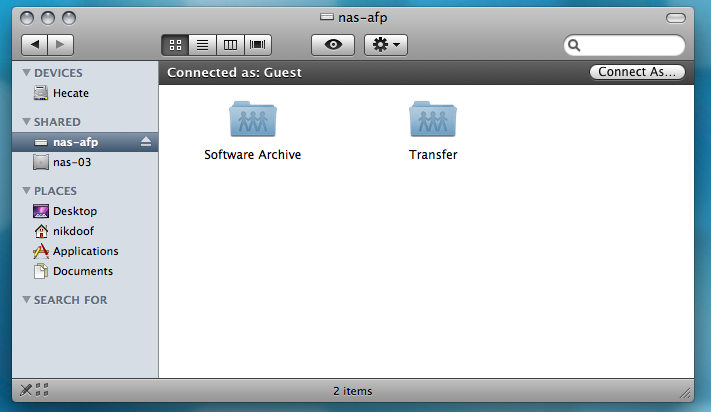 nas-afp
DEVICES
Hecate
SHARED
nas-afp
nas-03
PLACES
Desktop
nikdoof
Applications
Documents
SEARCH FOR
Connected as: Guest
Connect As...
Software Archive
Transfer
2 items